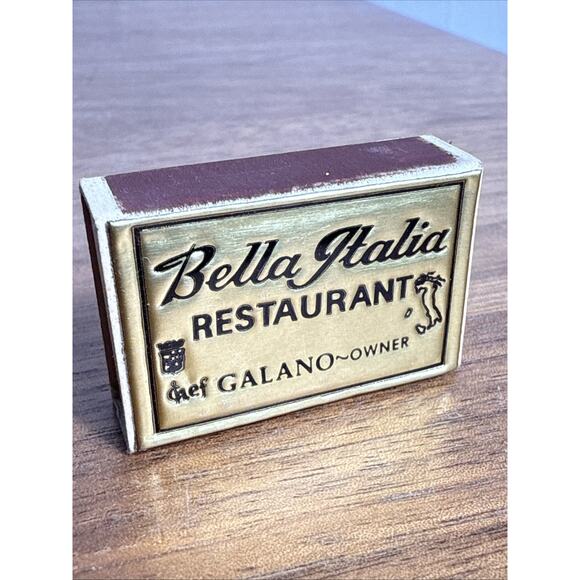 Bella Italia
RESTAURANT
Chef GALANO~OWNER